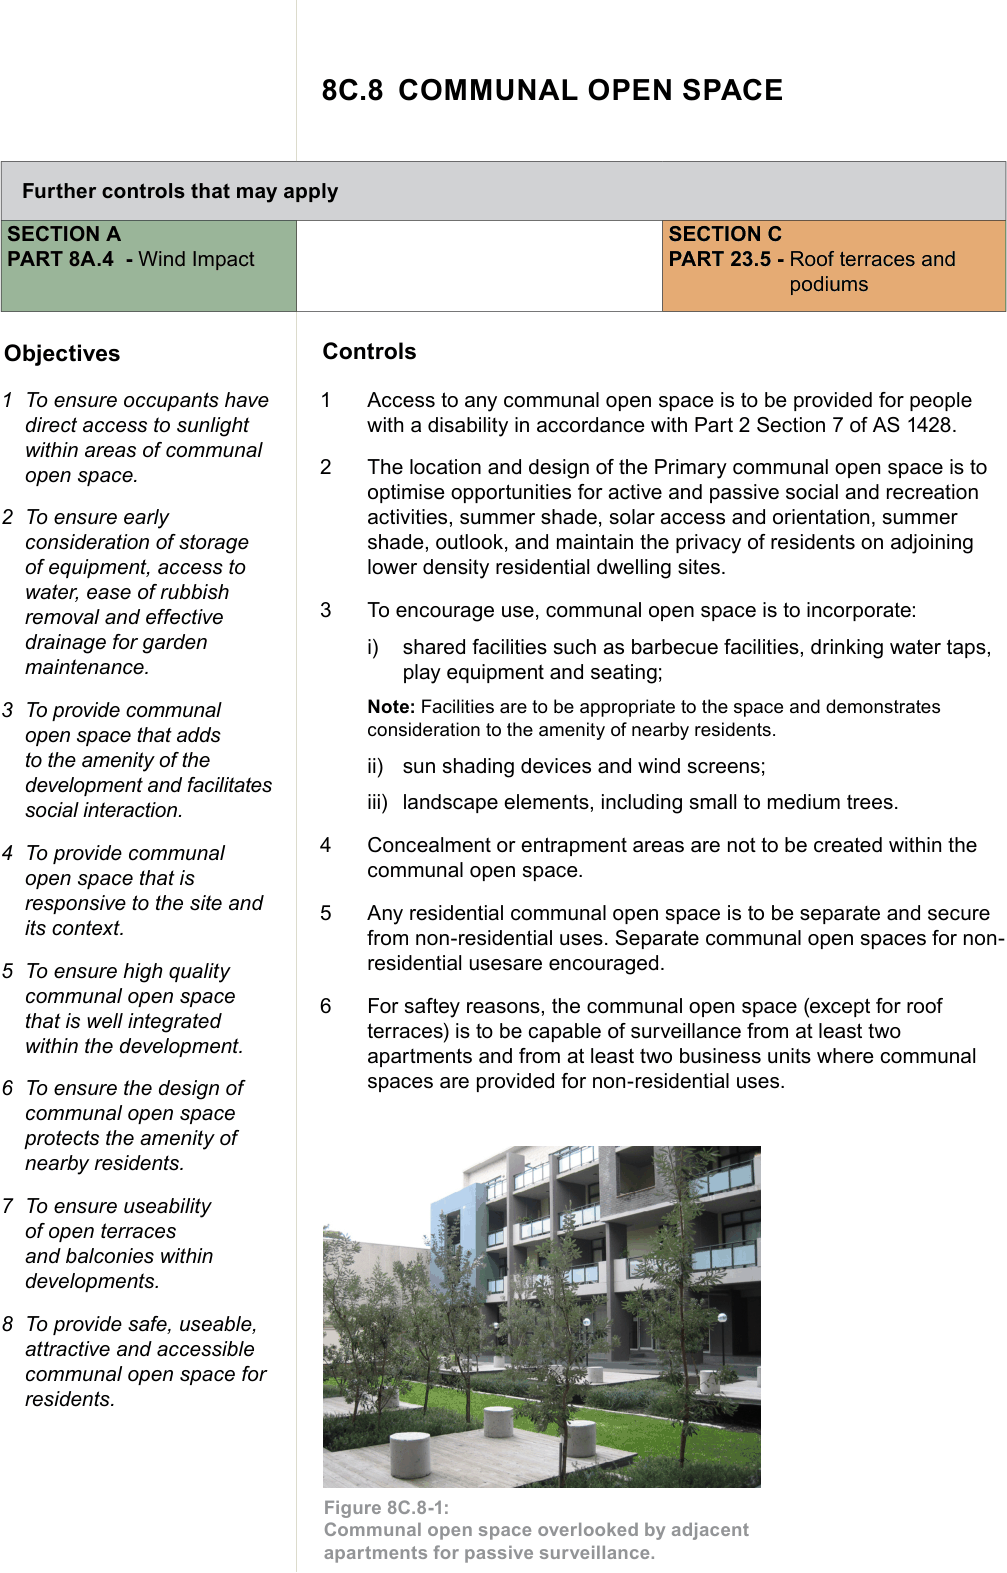 8C.8 COMMUNAL OPEN SPACE
Further controls that may apply
SECTION A
PART 8A.4 - Wind Impact
SECTION C
PART 23.5 - Roof terraces and
podiums
Objectives
1 To ensure occupants have
direct access to sunlight
within areas of communal
open space.
2 To ensure early
consideration of storage
of equipment, access to
water, ease of rubbish
removal and effective
drainage for garden
maintenance.
3 To provide communal
open space that adds
to the amenity of the
development and facilitates
social interaction.
4 To provide communal
open space that is
responsive to the site and
its context.
5 To ensure high quality
communal open space
that is well integrated
within the development.
6 To ensure the design of
communal open space
protects the amenity of
nearby residents.
7 To ensure useability
of open terraces
and balconies within
developments.
8 To provide safe, useable,
attractive and accessible
communal open space for
residents.
Controls
1 Access to any communal open space is to be provided for people
with a disability in accordance with Part 2 Section 7 of AS 1428.
2 The location and design of the Primary communal open space is to
optimise opportunities for active and passive social and recreation
activities, summer shade, solar access and orientation, summer
shade, outlook, and maintain the privacy of residents on adjoining
lower density residential dwelling sites.
3 To encourage use, communal open space is to incorporate:
i) shared facilities such as barbecue facilities, drinking water taps,
play equipment and seating;
Note: Facilities are to be appropriate to the space and demonstrates
consideration to the amenity of nearby residents.
ii) sun shading devices and wind screens;
iii) landscape elements, including small to medium trees.
4 Concealment or entrapment areas are not to be created within the
communal open space.
5 Any residential communal open space is to be separate and secure
from non-residential uses. Separate communal open spaces for non-
residential usesare encouraged.
6 For saftey reasons, the communal open space (except for roof
terraces) is to be capable of surveillance from at least two
apartments and from at least two business units where communal
spaces are provided for non-residential uses.
Figure 8C.8-1:
Communal open space overlooked by adjacent
apartments for passive surveillance.